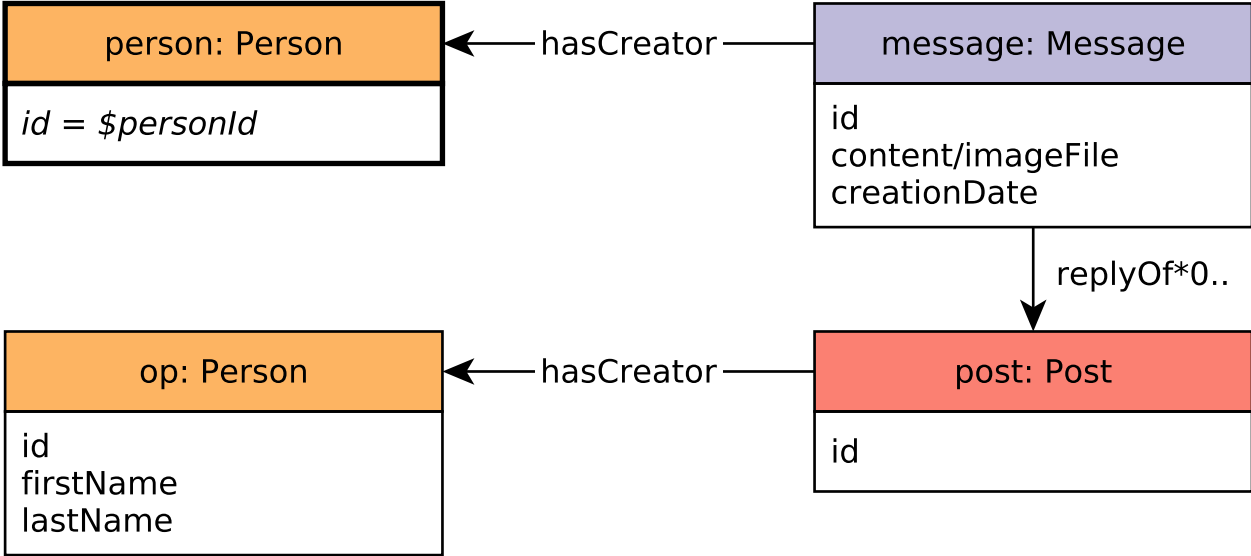 person: Person
hasCreator
message: Message
id = $personId
id
content/imageFile
creationDate
replyOf*0..
op: Person
hasCreator
post: Post
id
firstName
lastName
id